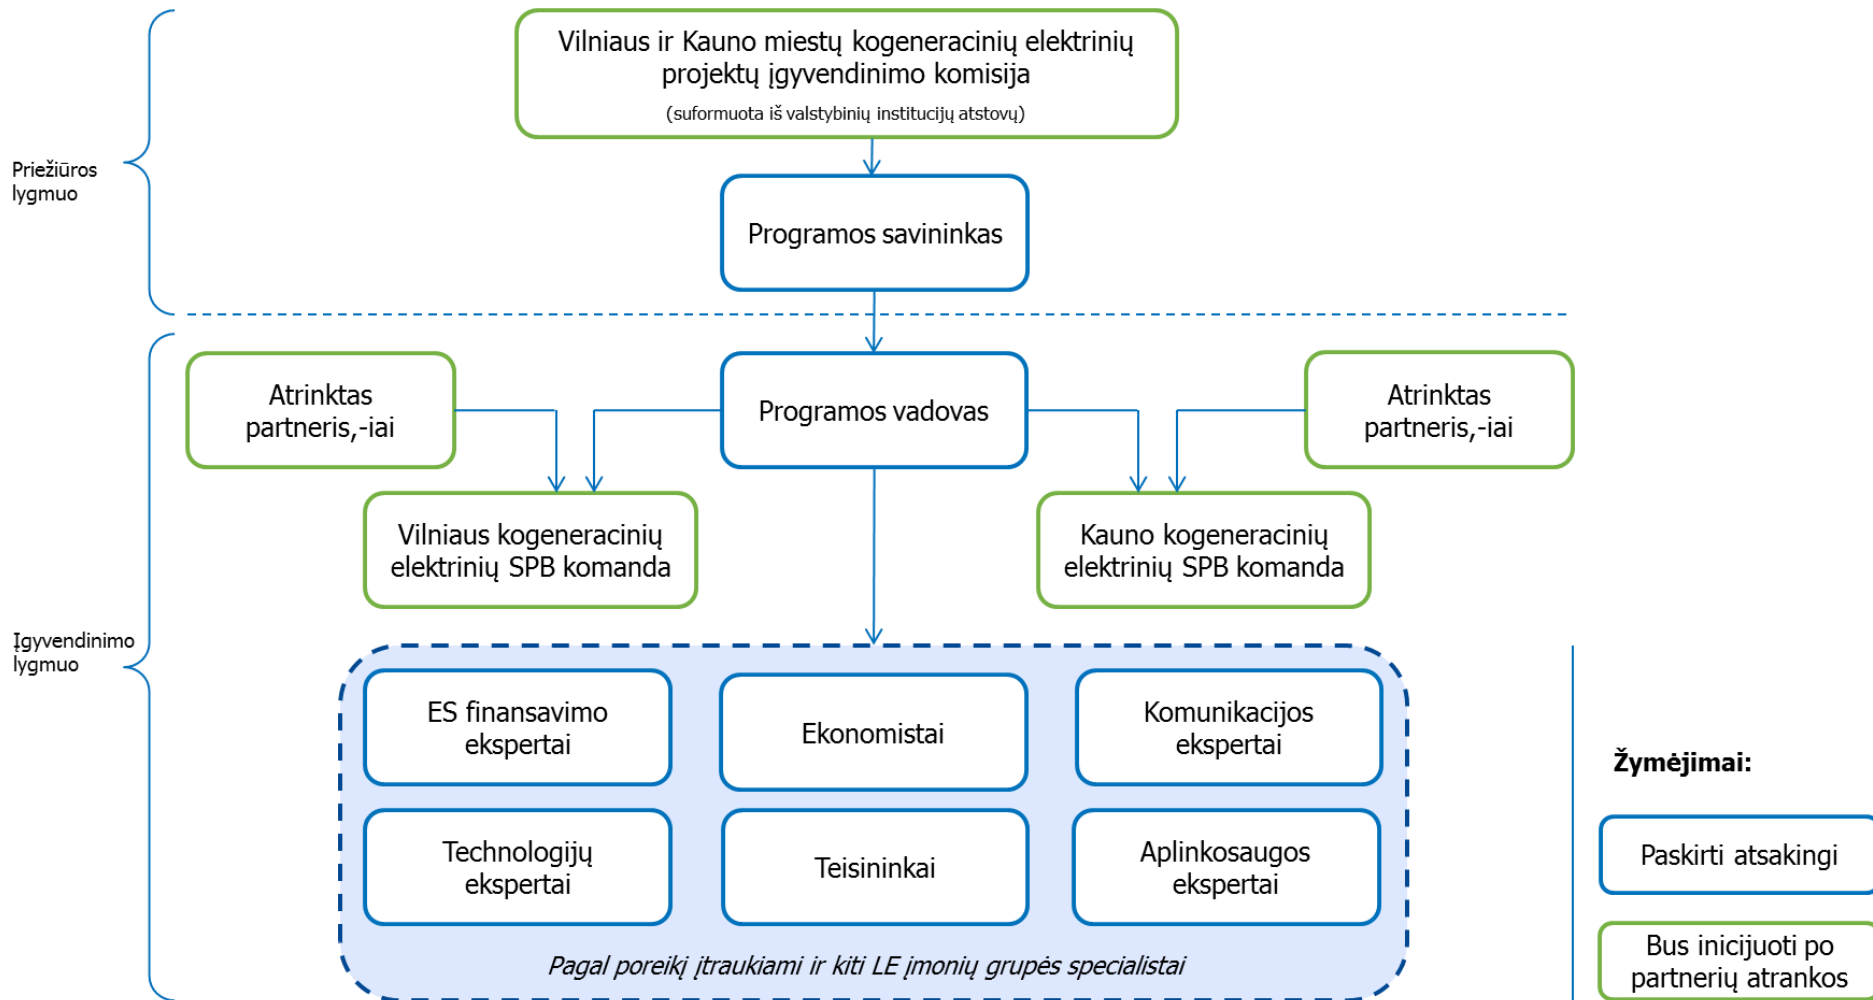 Vilniaus ir Kauno miestų kogeneracinių elektrinių
projektų įgyvendinimo komisija
(suformuota iš valstybinių institucijų atstovų)
Priežiūros
lygmuo
Programos savininkas
Atrinktas
partneris,-iai
Programos vadovas
Atrinktas
partneris,-iai
Vilniaus kogeneracinių
elektrinių SPB komanda
Kauno kogeneracinių
elektrinių SPB komanda
Įgyvendinimo
lygmuo
ES finansavimo
ekspertai
Ekonomistai
Komunikacijos
ekspertai
Technologijų
ekspertai
Teisininkai
Aplinkosaugos
ekspertai
Pagal poreikį įtraukiami ir kiti LE įmonių grupės specialistai
Žymėjimai:
Paskirti atsakingi
Bus inicijuoti po
partnerių atrankos